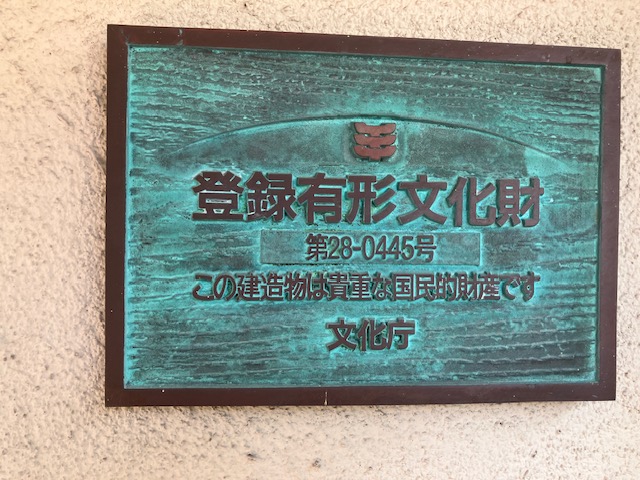 登録有形文化財
第28-0445号
この建造物は貴重な国民的財産です
文化庁